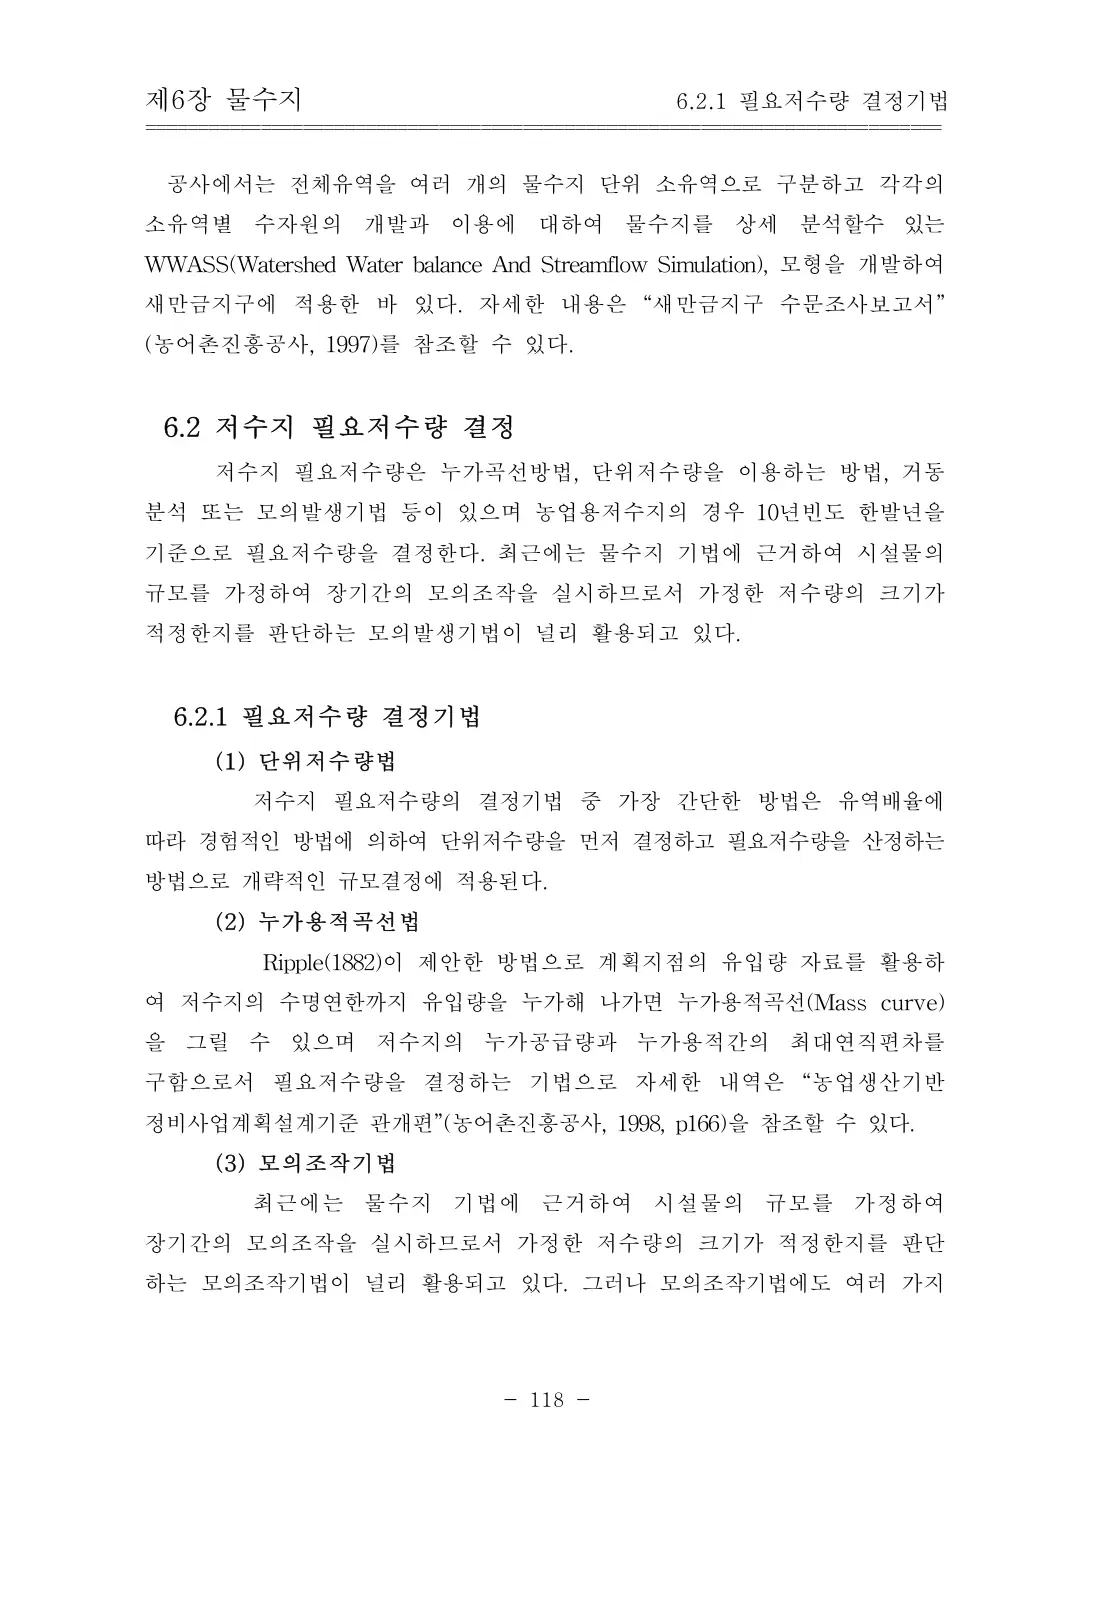 제6장 물수지
6.2.1 필요저수량 결정기법
공사에서는 전체유역을 여러 개의 물수지 단위 소유역으로 구분하고 각각의
소유역별 수자원의 개발과 이용에 대하여 물수지를 상세 분석할수 있는
WWASS(Watershed Water balance And Streamflow Simulation), 모형을 개발하여
새만금지구에 적용한 바 있다. 자세한 내용은 “새만금지구 수문조사보고서”
(농어촌진흥공사, 1997)를 참조할 수 있다.
6.2 저수지 필요저수량 결정
저수지 필요저수량은 누가곡선방법, 단위저수량을 이용하는 방법, 거동
분석 또는 모의발생기법 등이 있으며 농업용저수지의 경우 10년빈도 한발년을
기준으로 필요저수량을 결정한다. 최근에는 물수지 기법에 근거하여 시설물의
규모를 가정하여 장기간의 모의조작을 실시하므로서 가정한 저수량의 크기가
적정한지를 판단하는 모의발생기법이 널리 활용되고 있다.
6.2.1 필요저수량 결정기법
(1) 단위저수량법
저수지 필요저수량의 결정기법 중 가장 간단한 방법은 유역배율에
따라 경험적인 방법에 의하여 단위저수량을 먼저 결정하고 필요저수량을 산정하는
방법으로 개략적인 규모결정에 적용된다.
(2) 누가용적곡선법
Ripple(1882)이 제안한 방법으로 계획지점의 유입량 자료를 활용하
여 저수지의 수명연한까지 유입량을 누가해 나가면 누가용적곡선(Mass curve)
을 그릴 수 있으며 저수지의 누가공급량과 누가용적간의 최대연직편차를
구함으로서 필요저수량을 결정하는 기법으로 자세한 내역은 “농업생산기반
정비사업계획설계기준 관개편”(농어촌진흥공사, 1998, p166)을 참조할 수 있다.
(3) 모의조작기법
최근에는 물수지 기법에 근거하여 시설물의 규모를 가정하여
장기간의 모의조작을 실시하므로서 가정한 저수량의 크기가 적정한지를 판단
하는 모의조작기법이 널리 활용되고 있다. 그러나 모의조작기법에도 여러 가지
- 118 -